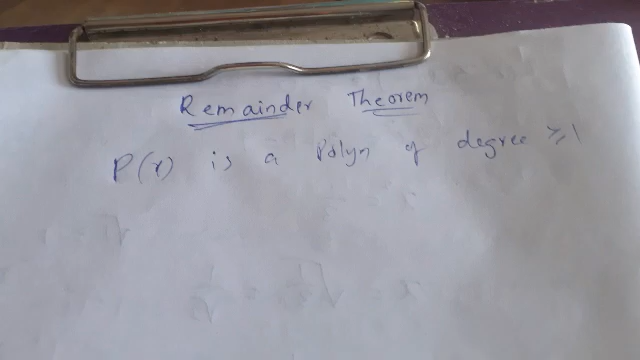 Remainder Theorem
P(x) is a Polyn of degree ≥1